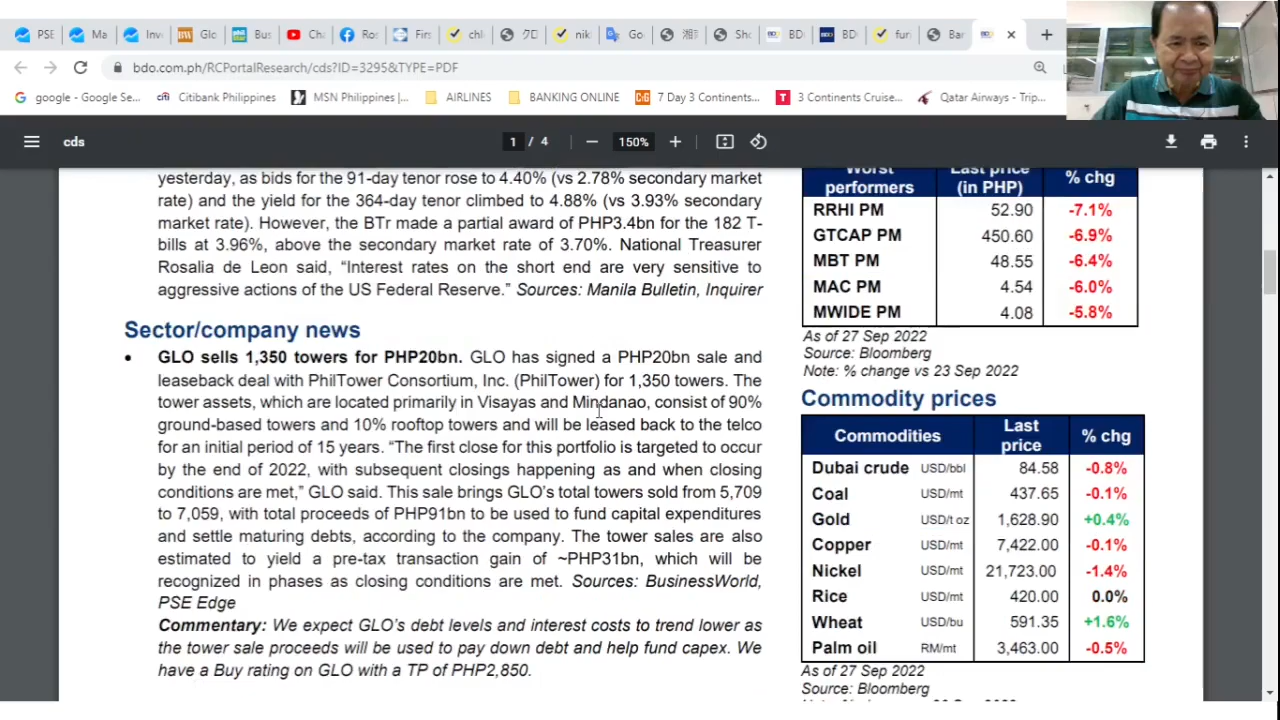 PSE
Ma
Inv
Glo
Bus
Ch
Ros
Firs
chi
nik
Go
Sho
BD
BD
fur
Bar
bdo.com.ph/RCPortalResearch/cds?ID=3295&TYPE=PDF
google - Google Se...
Citibank Philippines
MSN Philippines |...
AIRLINES
BANKING ONLINE
7 Day 3 Continents...
3 Continents Cruise...
Qatar Airways - Trip...
cds
1 / 4
150%
yesterday, as bids for the 91-day tenor rose to 4.40% (vs 2.78% secondary market
rate) and the yield for the 364-day tenor climbed to 4.88% (vs 3.93% secondary
market rate). However, the BTr made a partial award of PHP3.4bn for the 182 T-
bills at 3.96%, above the secondary market rate of 3.70%. National Treasurer
Rosalia de Leon said, “Interest rates on the short end are very sensitive to
aggressive actions of the US Federal Reserve.” Sources: Manila Bulletin, Inquirer
Sector/company news
• GLO sells 1,350 towers for PHP20bn. GLO has signed a PHP20bn sale and
leaseback deal with PhilTower Consortium, Inc. (PhilTower) for 1,350 towers. The
tower assets, which are located primarily in Visayas and Mindanao, consist of 90%
ground-based towers and 10% rooftop towers and will be leased back to the telco
for an initial period of 15 years. “The first close for this portfolio is targeted to occur
by the end of 2022, with subsequent closings happening as and when closing
conditions are met,” GLO said. This sale brings GLO’s total towers sold from 5,709
to 7,059, with total proceeds of PHP91bn to be used to fund capital expenditures
and settle maturing debts, according to the company. The tower sales are also
estimated to yield a pre-tax transaction gain of ~PHP31bn, which will be
recognized in phases as closing conditions are met. Sources: BusinessWorld,
PSE Edge
Commentary: We expect GLO’s debt levels and interest costs to trend lower as
the tower sale proceeds will be used to pay down debt and help fund capex. We
have a Buy rating on GLO with a TP of PHP2,850.
Worst performers Last price (in PHP) % chg
RRHI PM 52.90 -7.1%
GTCAP PM 450.60 -6.9%
MBT PM 48.55 -6.4%
MAC PM 4.54 -6.0%
MWIDE PM 4.08 -5.8%
As of 27 Sep 2022
Source: Bloomberg
Note: % change vs 23 Sep 2022
Commodity prices
Commodities Last price % chg
Dubai crude USD/bbl 84.58 -0.8%
Coal USD/mt 437.65 -0.1%
Gold USD/t oz 1,628.90 +0.4%
Copper USD/mt 7,422.00 -0.1%
Nickel USD/mt 21,723.00 -1.4%
Rice USD/mt 420.00 0.0%
Wheat USD/bu 591.35 +1.6%
Palm oil RM/mt 3,463.00 -0.5%
As of 27 Sep 2022
Source: Bloomberg